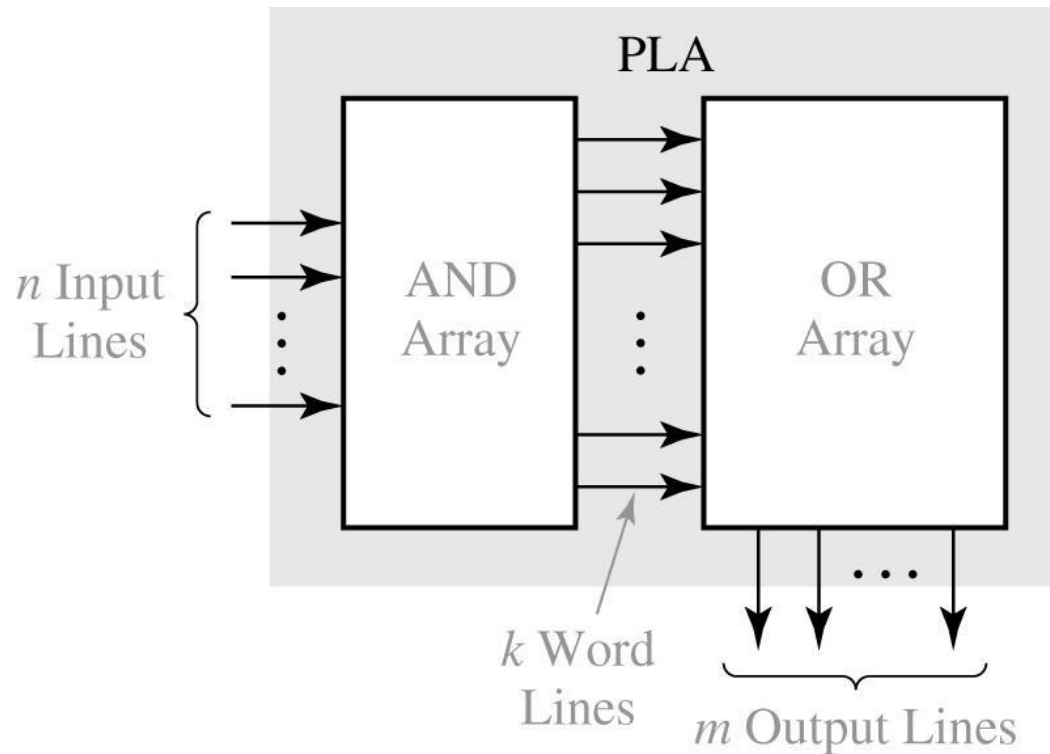 PLA
n Input
Lines
AND
Array
OR
Array
k Word
Lines
m Output Lines